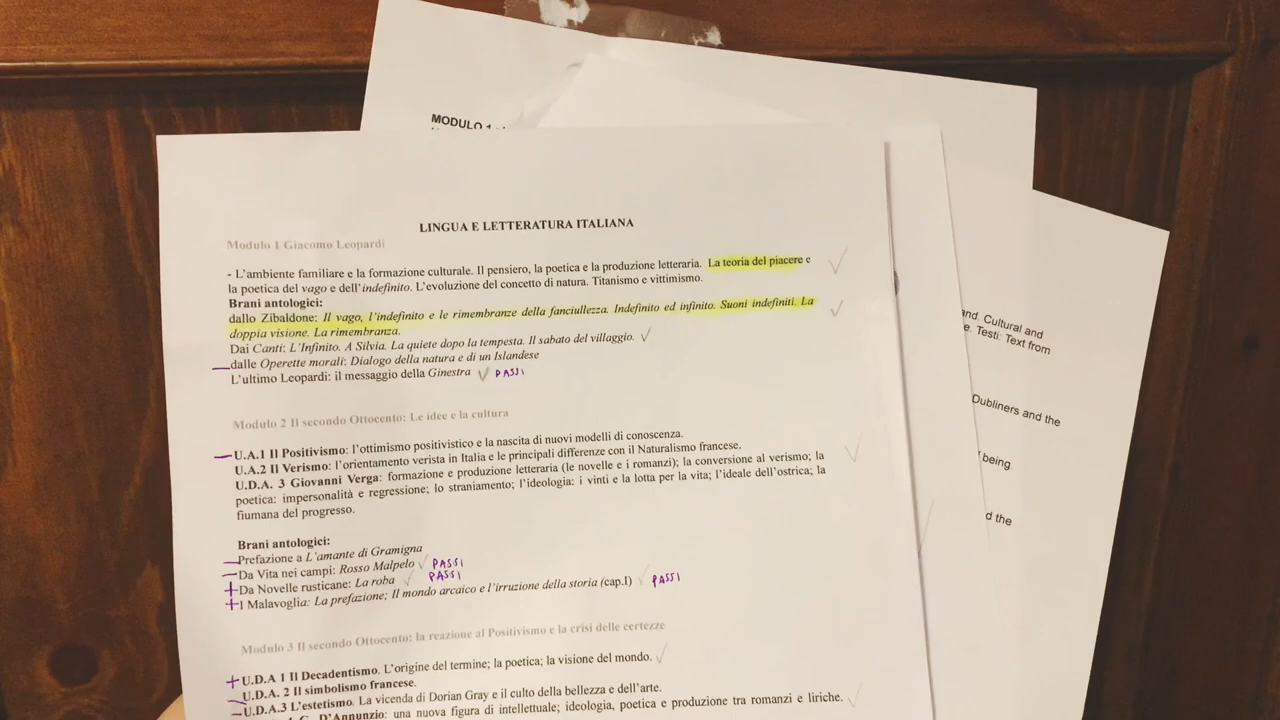 MODULO 1
LINGUA E LETTERATURA ITALIANA
Modulo 1 Giacomo Leopardi
- L'ambiente familiare e la formazione culturale. Il pensiero, la poetica e la produzione letteraria. La teoria del piacere e
la poetica del vago e dell'indefinito. L'evoluzione del concetto di natura. Titanismo e vittimismo.
Brani antologici:
dallo Zibaldone: Il vago, l'indefinito e le rimembranze della fanciullezza. Indefinito ed infinito. Suoni indefiniti. La
doppia visione. La rimembranza.
Dai Canti: L'Infinito. A Silvia. La quiete dopo la tempesta. Il sabato del villaggio.
dalle Operette morali: Dialogo della natura e di un Islandese
L'ultimo Leopardi: il messaggio della Ginestra PASSI
Modulo 2 Il secondo Ottocento: Le idee e la cultura
U.A.1 Il Positivismo: l'ottimismo positivistico e la nascita di nuovi modelli di conoscenza.
U.A.2 Il Verismo: l'orientamento verista in Italia e le principali differenze con il Naturalismo francese.
U.D.A. 3 Giovanni Verga: formazione e produzione letteraria (le novelle e i romanzi); la conversione al verismo; la
poetica: impersonalità e regressione; lo straniamento; l'ideologia: i vinti e la lotta per la vita; l'ideale dell'ostrica; la
fiumana del progresso.
Brani antologici:
Prefazione a L'amante di Gramigna
Da Vita nei campi: Rosso Malpelo PASSI
Da Novelle rusticane: La roba PASSI
I Malavoglia: La prefazione; Il mondo arcaico e l'irruzione della storia (cap.I) PASSI
Modulo 3 Il secondo Ottocento: la reazione al Positivismo e la crisi delle certezze
U.D.A 1 Il Decadentismo. L'origine del termine; la poetica; la visione del mondo.
U.D.A. 2 Il simbolismo francese.
U.D.A.3 L'estetismo. La vicenda di Dorian Gray e il culto della bellezza e dell'arte.
G. D'Annunzio: una nuova figura di intellettuale; ideologia, poetica e produzione tra romanzi e liriche.
and. Cultural and
e. Testi: Text from
Dubliners and the
being.
d the